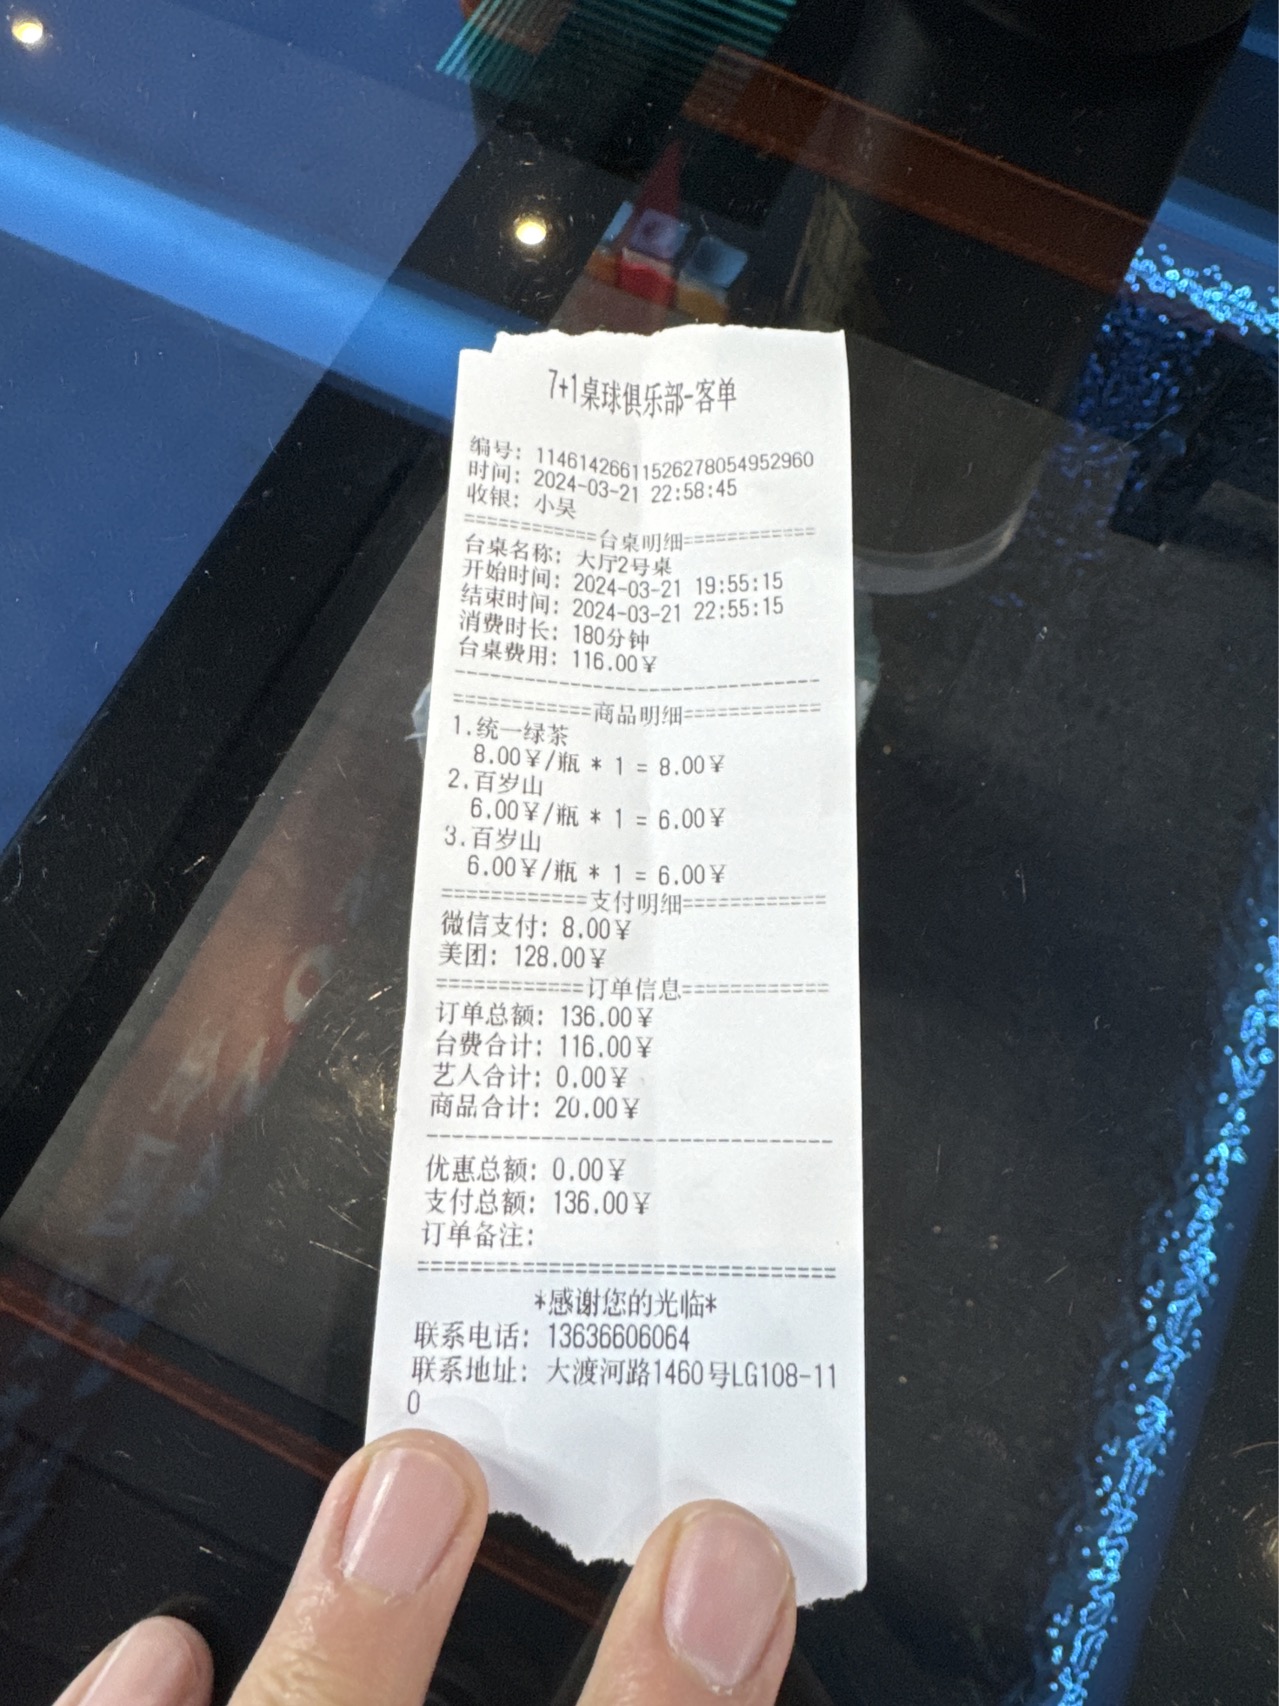 7+1桌球俱乐部-客单
编号: 1146142661152627805​4952960
时间: 2024-03-21 22:58:45
收银: 小吴
============台桌明细============
台桌名称: 大厅2号桌
开始时间: 2024-03-21 19:55:15
结束时间: 2024-03-21 22:55:15
消费时长: 180分钟
台桌费用: 116.00¥
--------------------------------
============商品明细============
1.统一绿茶
8.00¥/瓶 * 1 = 8.00¥
2.百岁山
6.00¥/瓶 * 1 = 6.00¥
3.百岁山
6.00¥/瓶 * 1 = 6.00¥
============支付明细============
微信支付: 8.00¥
美团: 128.00¥
============订单信息============
订单总额: 136.00¥
台费合计: 116.00¥
艺人合计: 0.00¥
商品合计: 20.00¥
--------------------------------
优惠总额: 0.00¥
支付总额: 136.00¥
订单备注:
================================
*感谢您的光临*
联系电话: 13636606064
联系地址: 大渡河路1460号LG108-11
0